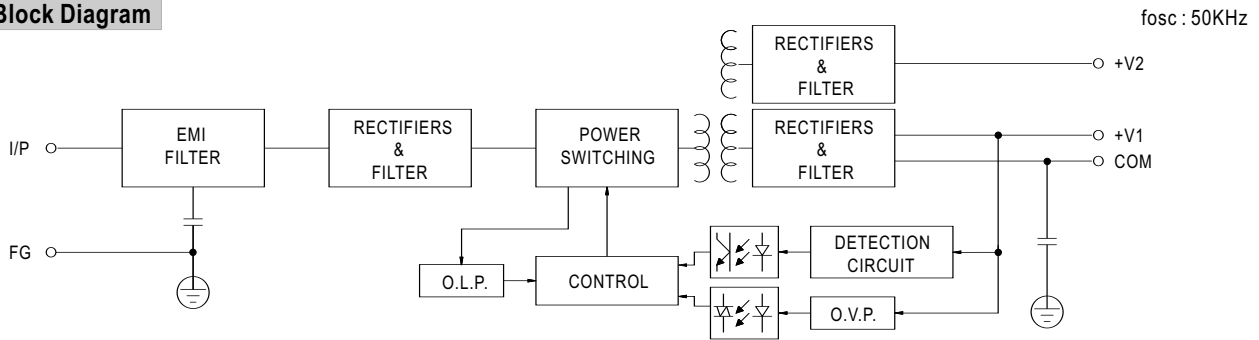 Block Diagram
fosc : 50KHz
RECTIFIERS
&
FILTER
+V2
I/P
EMI
FILTER
RECTIFIERS
&
FILTER
POWER
SWITCHING
RECTIFIERS
&
FILTER
+V1
COM
FG
O.L.P.
CONTROL
DETECTION
CIRCUIT
O.V.P.